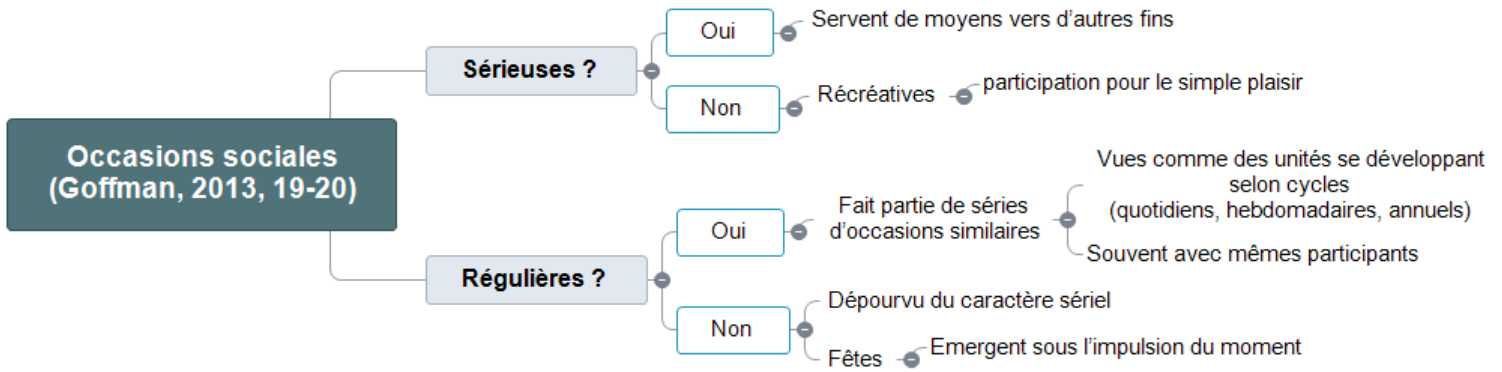 Occasions sociales
(Goffman, 2013, 19-20)
Sérieuses ?
Oui
Servent de moyens vers d’autres fins
Non
Récréatives
participation pour le simple plaisir
Régulières ?
Oui
Fait partie de séries
d’occasions similaires
Vues comme des unités se développant
selon cycles
(quotidiens, hebdomadaires, annuels)
Souvent avec mêmes participants
Non
Dépourvu du caractère sériel
Fêtes
Emergent sous l’impulsion du moment